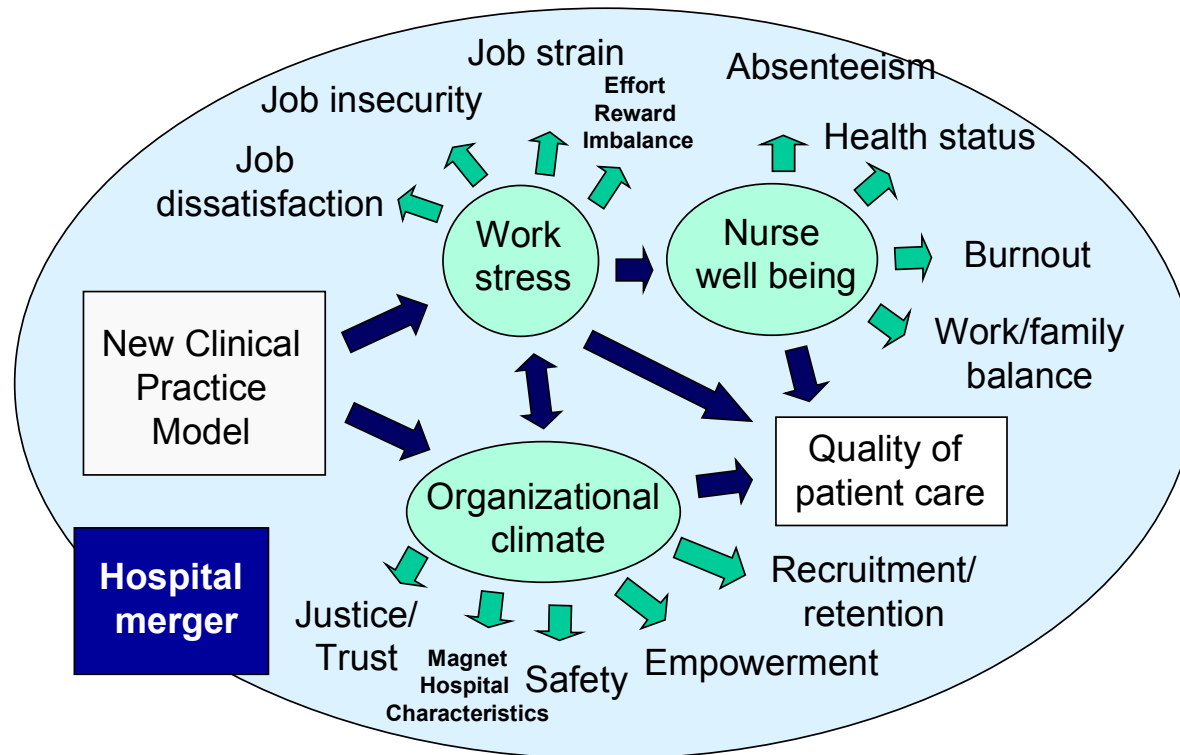 Job strain
Effort
Reward
Imbalance
Absenteeism
Job insecurity
Health status
Job
dissatisfaction
Work
stress
Nurse
well being
Burnout
New Clinical
Practice
Model
Work/family
balance
Quality of
patient care
Organizational
climate
Hospital
merger
Justice/
Trust
Magnet
Hospital
Characteristics
Safety
Empowerment
Recruitment/
retention